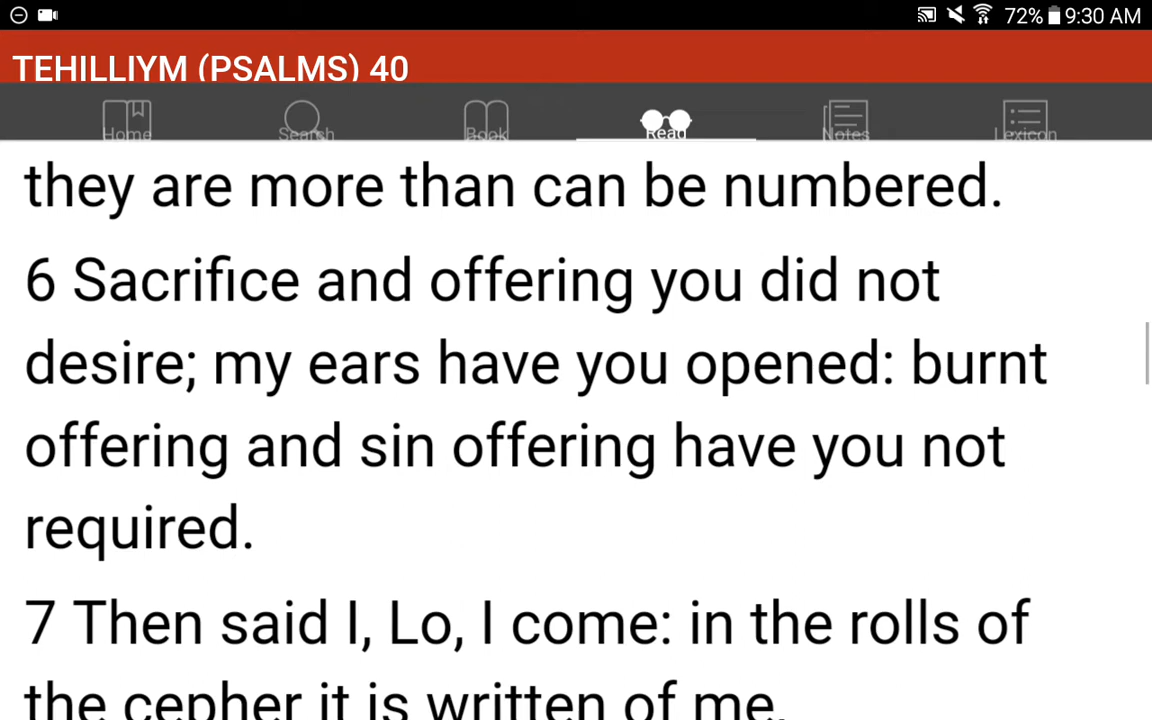 72% 9:30 AM
TEHILLIYM (PSALMS) 40
Home Search Book Read Notes Lexicon
they are more than can be numbered.
6 Sacrifice and offering you did not
desire; my ears have you opened: burnt
offering and sin offering have you not
required.
7 Then said I, Lo, I come: in the rolls of
the cepher it is written of me.